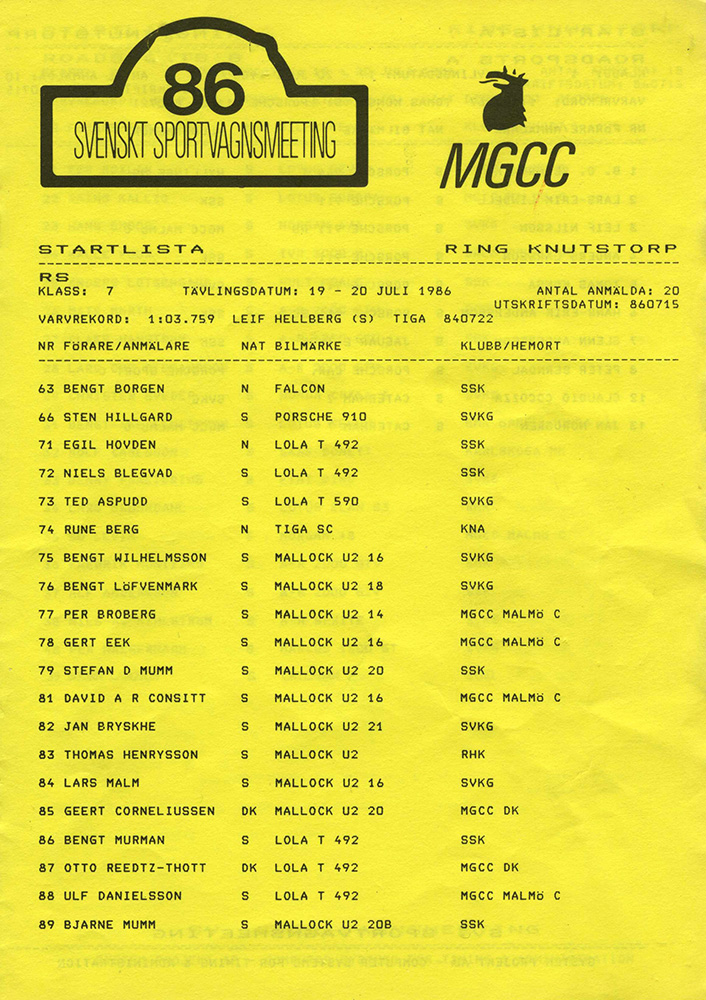 86
SVENSKT SPORTVAGNSMEETING
MGCC
STARTLISTA RING KNUTSTORP
RS
KLASS: 7 TÄVLINGSDATUM: 19 - 20 JULI 1986 ANTAL ANMÄLDA: 20
UTSKRIFTSDATUM: 860715
VARVREKORD: 1:03.759 LEIF HELLBERG (S) TIGA 840722
NR FÖRARE/ANMÄLARE NAT BILMÄRKE KLUBB/HEMORT
63 BENGT BORGEN N FALCON SSK
66 STEN HILLGARD S PORSCHE 910 SVKG
71 EGIL HOVDEN N LOLA T 492 SSK
72 NIELS BLEGVAD S LOLA T 492 SSK
73 TED ASPUDD S LOLA T 590 SVKG
74 RUNE BERG N TIGA SC KNA
75 BENGT WILHELMSSON S MALLOCK U2 16 SVKG
76 BENGT LÖFVENMARK S MALLOCK U2 18 SVKG
77 PER BROBERG S MALLOCK U2 14 MGCC MALMÖ C
78 GERT EEK S MALLOCK U2 16 MGCC MALMÖ C
79 STEFAN D MUMM S MALLOCK U2 20 SSK
81 DAVID A R CONSITT S MALLOCK U2 16 MGCC MALMÖ C
82 JAN BRYSKHE S MALLOCK U2 21 SVKG
83 THOMAS HENRYSSON S MALLOCK U2 RHK
84 LARS MALM S MALLOCK U2 16 SVKG
85 GEERT CORNELIUSSEN DK MALLOCK U2 20 MGCC DK
86 BENGT MURMAN S LOLA T 492 SSK
87 OTTO REEDTZ-THOTT DK LOLA T 492 MGCC DK
88 ULF DANIELSSON S LOLA T 492 MGCC MALMÖ C
89 BJARNE MUMM S MALLOCK U2 20B SSK